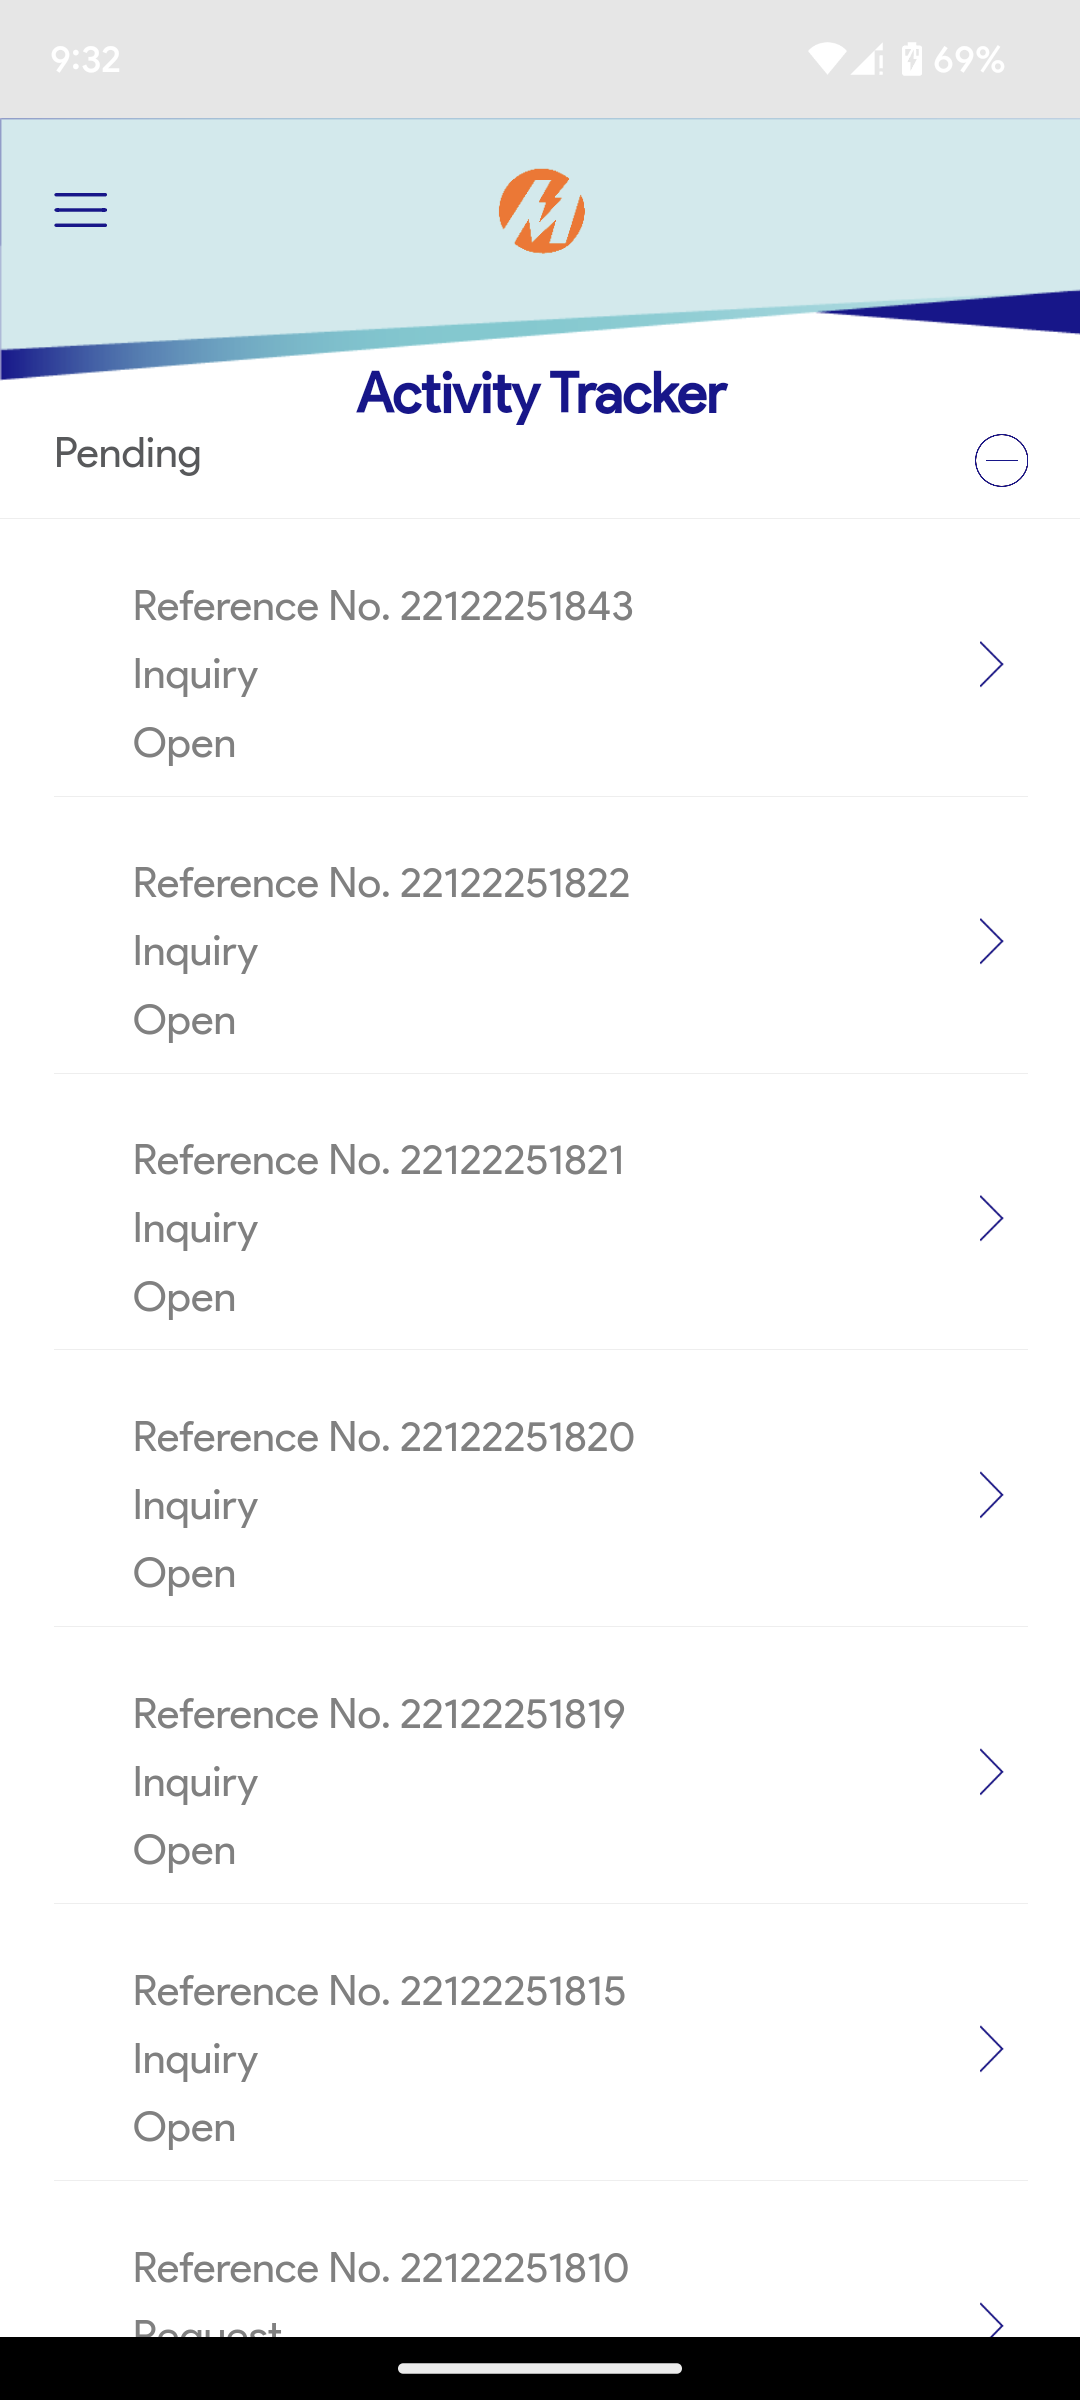 9:32
69%
Activity Tracker
Pending
Reference No. 22122251843
Inquiry
Open
Reference No. 22122251822
Inquiry
Open
Reference No. 22122251821
Inquiry
Open
Reference No. 22122251820
Inquiry
Open
Reference No. 22122251819
Inquiry
Open
Reference No. 22122251815
Inquiry
Open
Reference No. 22122251810
Request